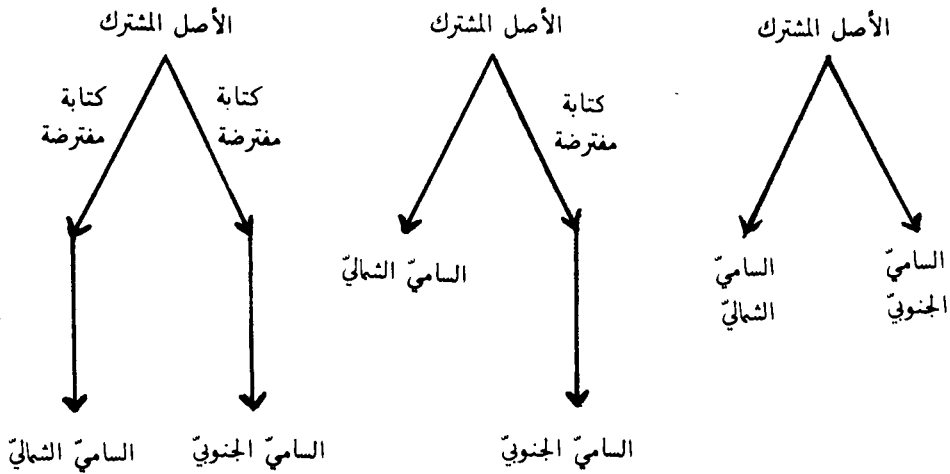 الأصل المشترك
الساميّ الجنوبيّ
الساميّ الشماليّ
الأصل المشترك
كتابة مفترضة
الساميّ الشماليّ
الساميّ الجنوبيّ
الأصل المشترك
كتابة مفترضة
كتابة مفترضة
الساميّ الجنوبيّ
الساميّ الشماليّ